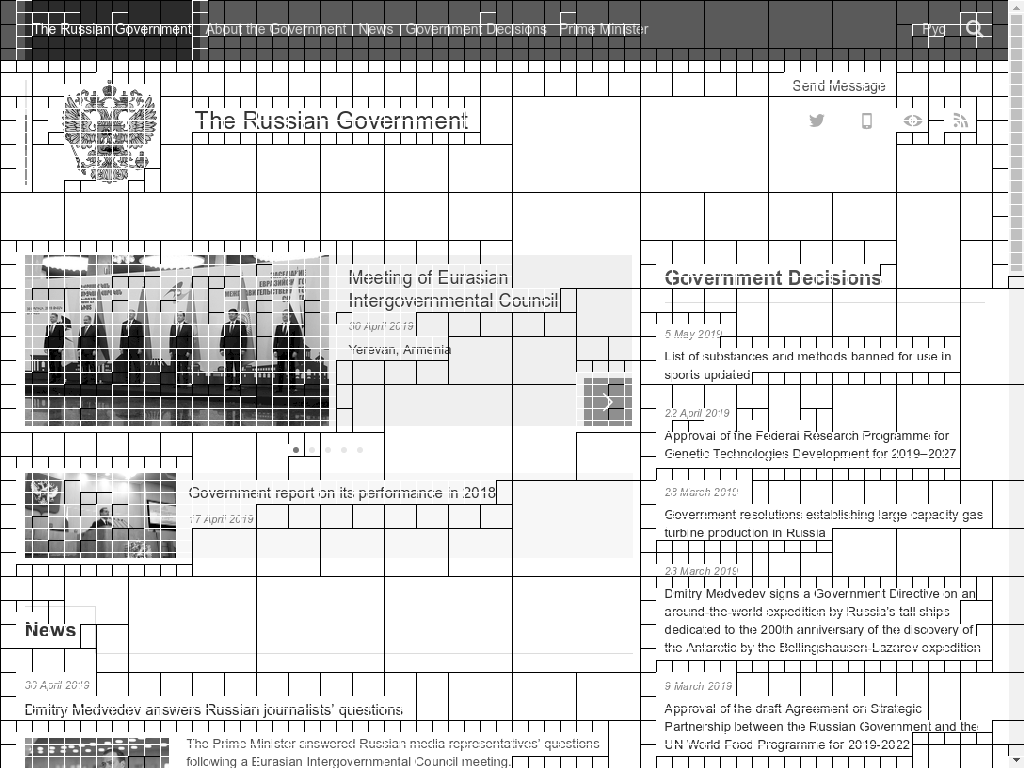 The Russian Government
About the Government
News
Government Decisions
Prime Minister
Рус
Send Message
The Russian Government
Meeting of Eurasian
Intergovernmental Council
30 April 2019
Yerevan, Armenia
Government report on its performance in 2018
17 April 2019
News
30 April 2019
Dmitry Medvedev answers Russian journalists' questions
The Prime Minister answered Russian media representatives' questions
following a Eurasian Intergovernmental Council meeting.
Government Decisions
5 May 2019
List of substances and methods banned for use in
sports updated
22 April 2019
Approval of the Federal Research Programme for
Genetic Technologies Development for 2019–2027
28 March 2019
Government resolutions establishing large capacity gas
turbine production in Russia
23 March 2019
Dmitry Medvedev signs a Government Directive on an
around-the-world expedition by Russia's tall ships
dedicated to the 200th anniversary of the discovery of
the Antarctic by the Bellingshausen-Lazarev expedition
9 March 2019
Approval of the draft Agreement on Strategic
Partnership between the Russian Government and the
UN World Food Programme for 2019-2022